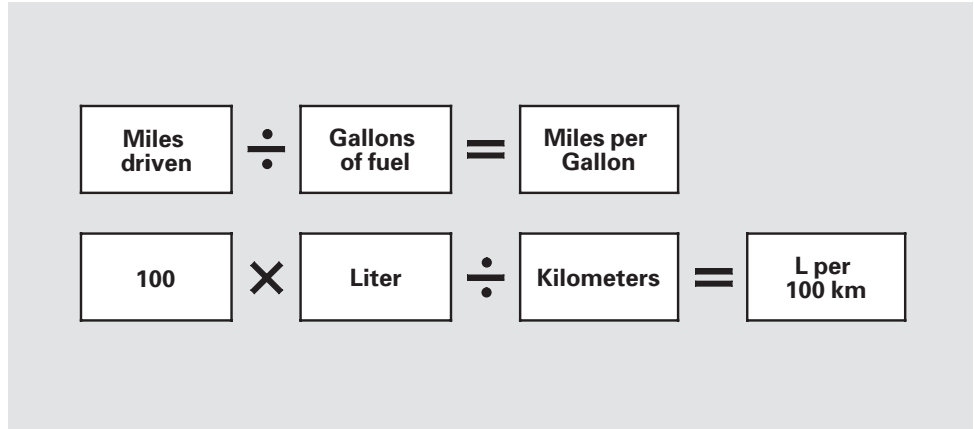 Miles driven ÷ Gallons of fuel = Miles per Gallon
100 × Liter ÷ Kilometers = L per 100 km